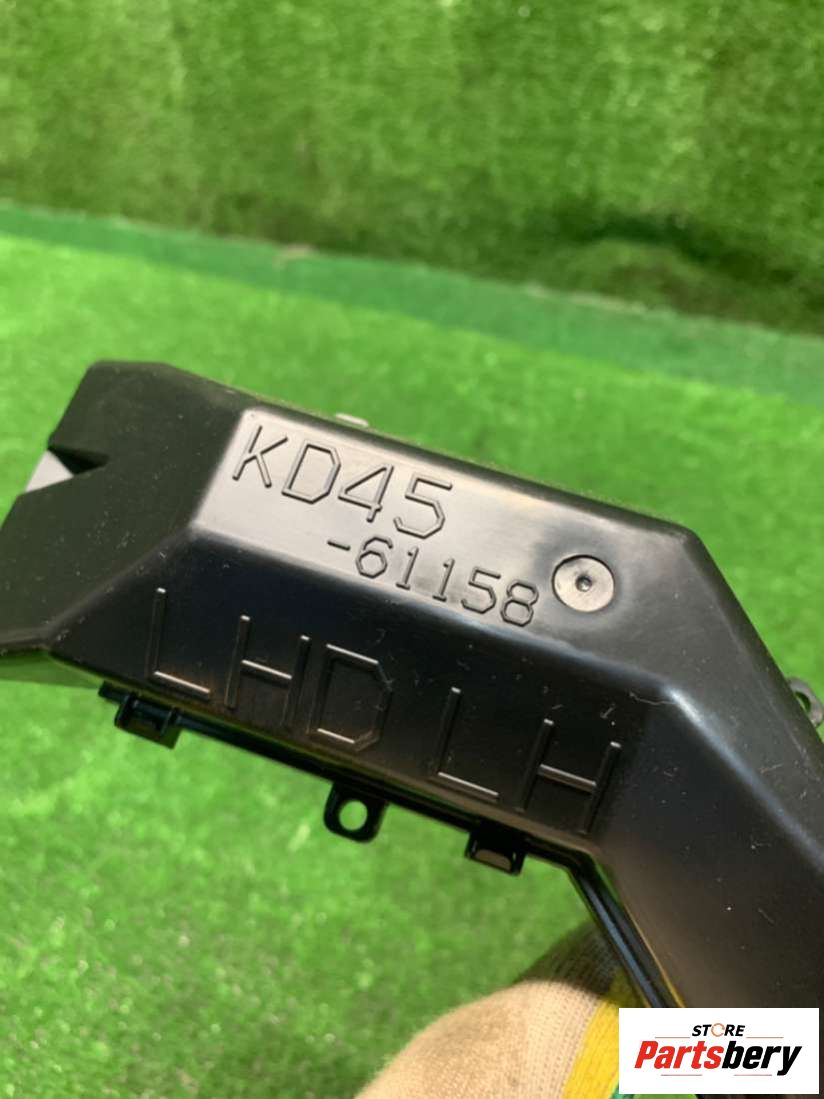 KD45
-61158
LHD LH
STORE
Partsbery